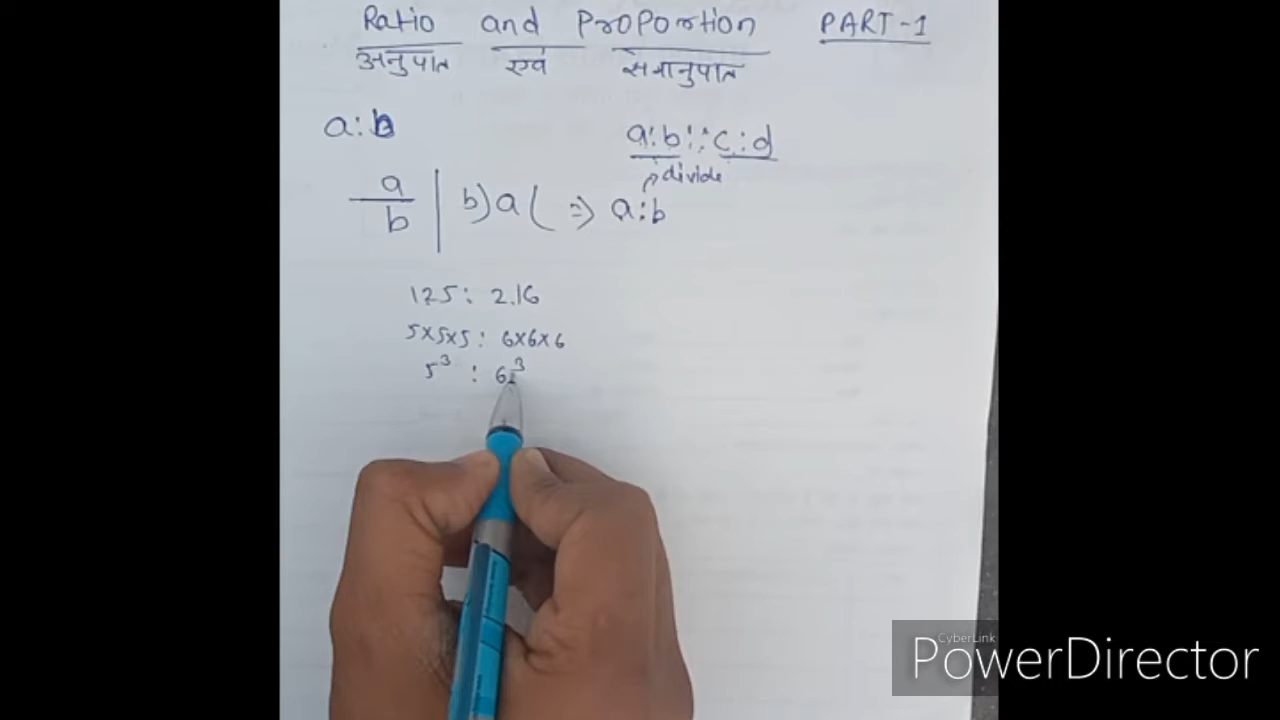 Ratio and Proportion PART-1
अनुपात एवं समानुपात
a:b
a:b::c:d
divide
a/b | b)a( => a:b
125: 216
5x5x5: 6x6x6
5³ : 6³
CyberLink
PowerDirector